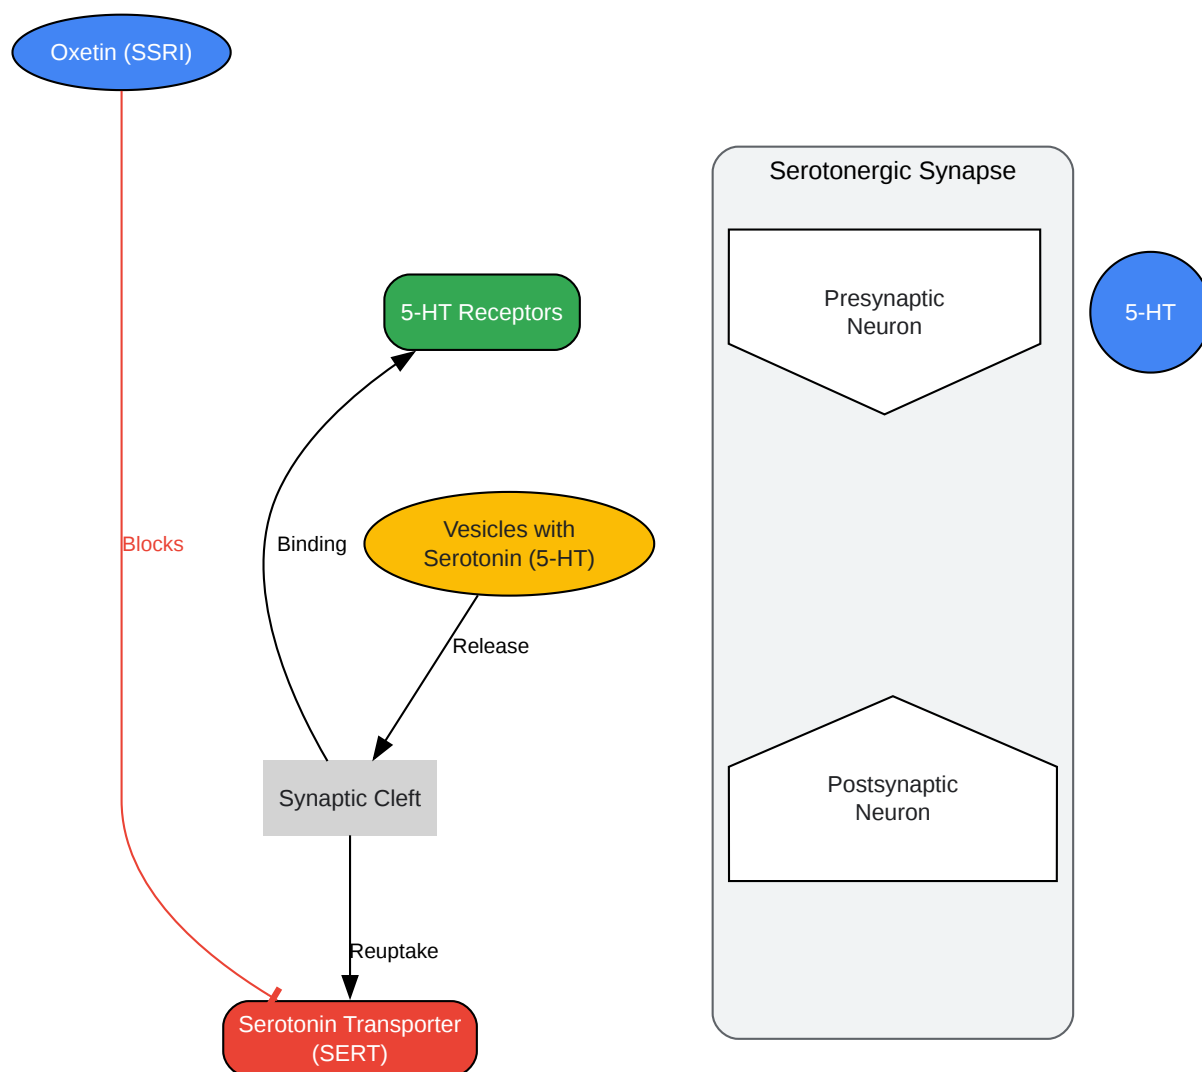 Oxetin (SSRI)
Serotonergic Synapse
Presynaptic
Neuron
5-HT
5-HT Receptors
Blocks
Binding
Vesicles with
Serotonin (5-HT)
Release
Synaptic Cleft
Postsynaptic
Neuron
Reuptake
Serotonin Transporter
(SERT)